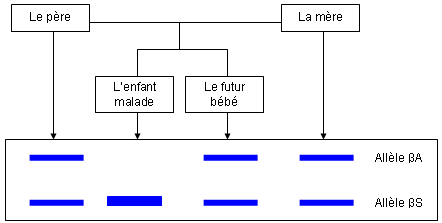 Le père
La mère
L'enfant
malade
Le futur
bébé
Allèle βA
Allèle βS